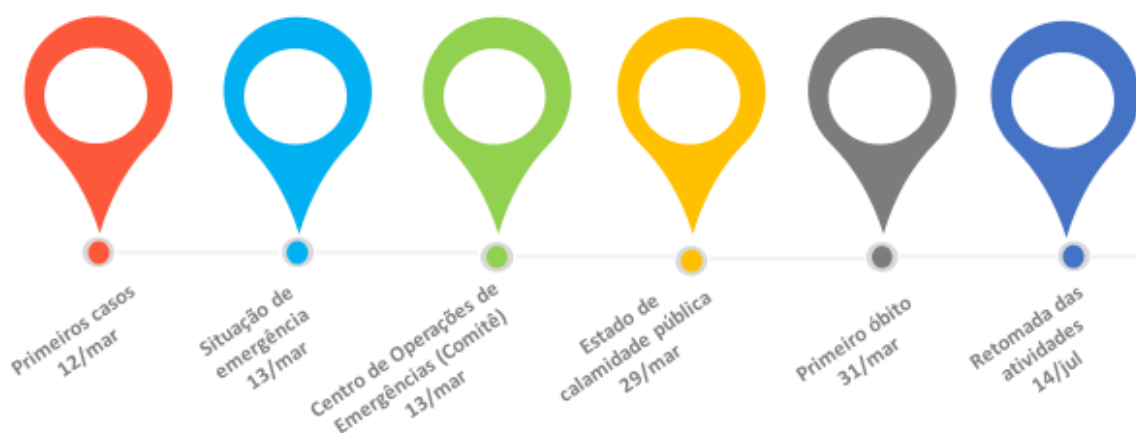 Primeiros casos
12/mar
Situação de
emergência
13/mar
Centro de Operações de
Emergências (Comitê)
13/mar
Estado de
calamidade pública
29/mar
Primeiro óbito
31/mar
Retomada das
atividades
14/jul